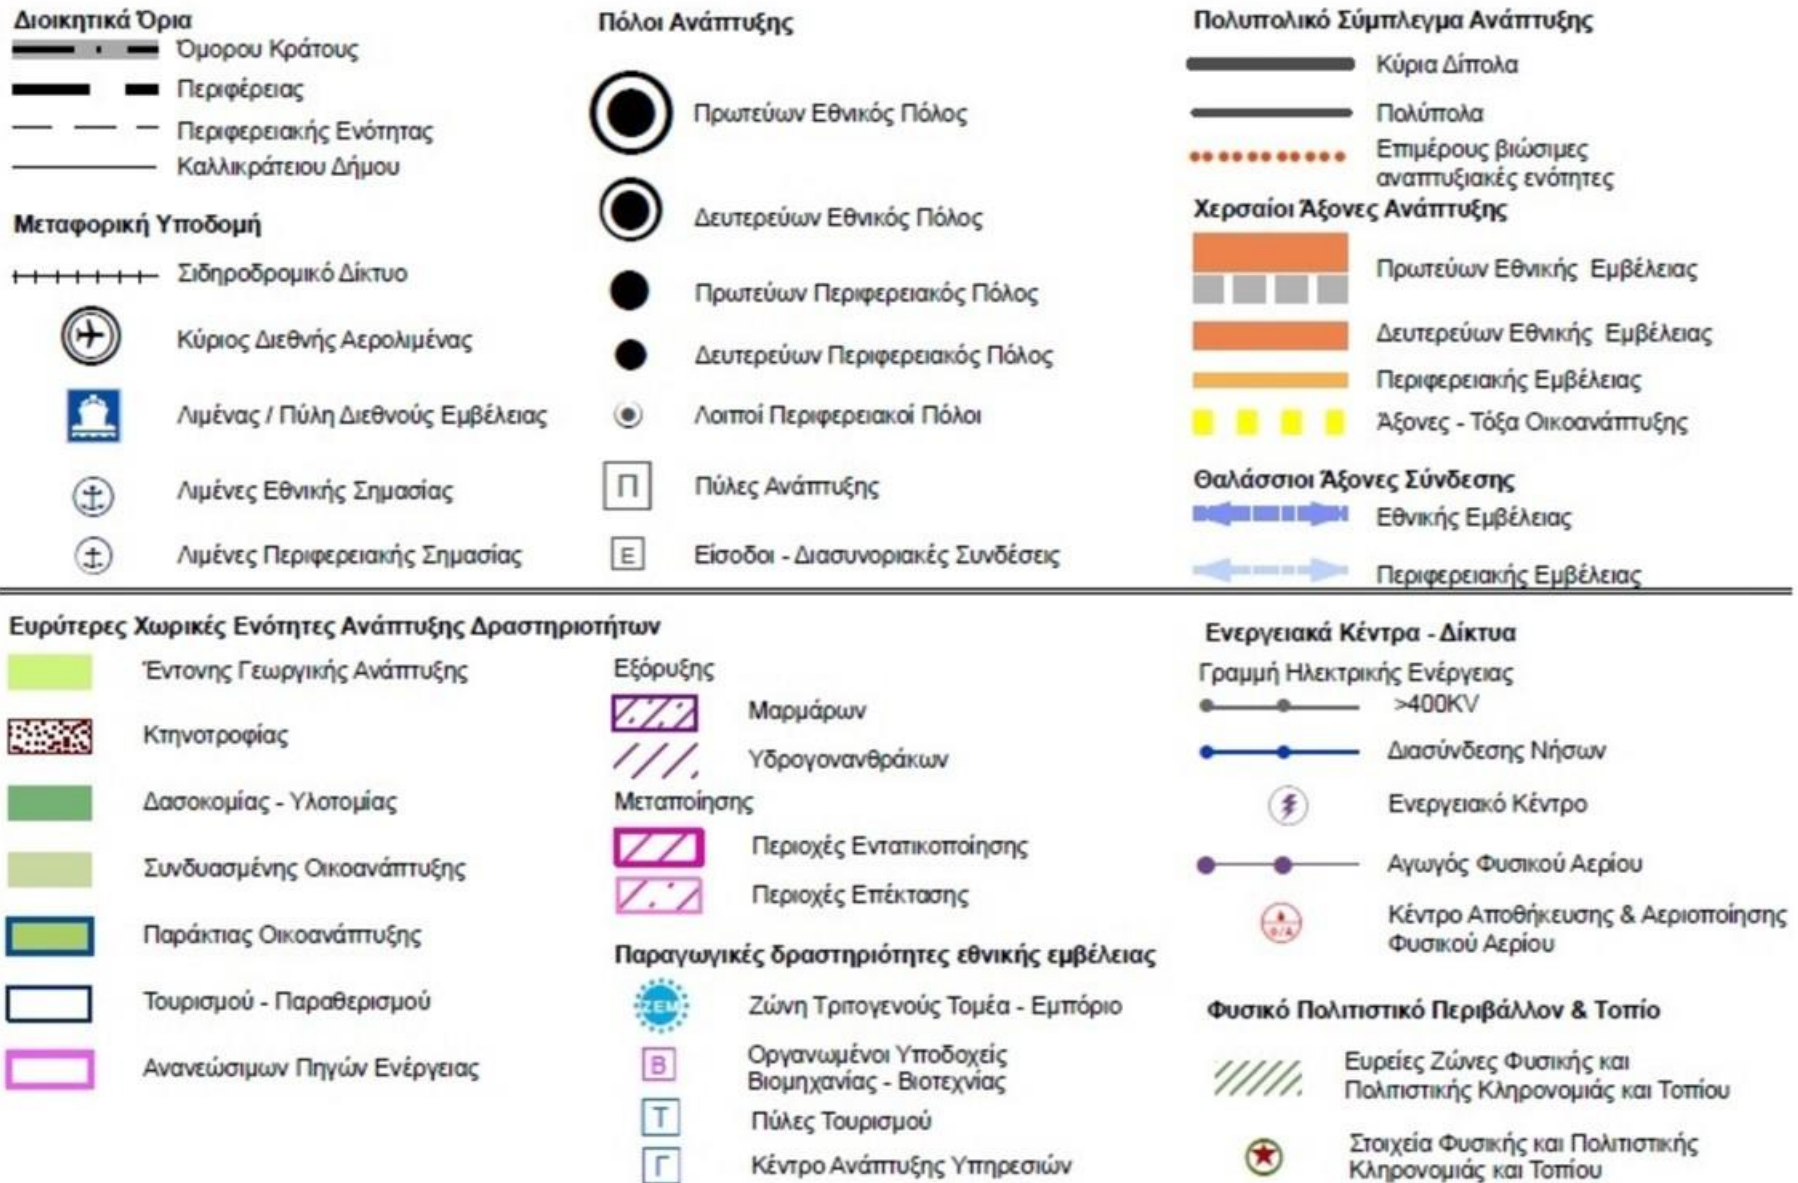 Διοικητικά Όρια
Όμορου Κράτους
Περιφέρειας
Περιφερειακής Ενότητας
Καλλικράτειου Δήμου
Μεταφορική Υποδομή
Σιδηροδρομικό Δίκτυο
Κύριος Διεθνής Αερολιμένας
Λιμένας / Πύλη Διεθνούς Εμβέλειας
Λιμένες Εθνικής Σημασίας
Λιμένες Περιφερειακής Σημασίας
Πόλοι Ανάπτυξης
Πρωτεύων Εθνικός Πόλος
Δευτερεύων Εθνικός Πόλος
Πρωτεύων Περιφερειακός Πόλος
Δευτερεύων Περιφερειακός Πόλος
Λοιποί Περιφερειακοί Πόλοι
Π Πύλες Ανάπτυξης
Ε Είσοδοι - Διασυνοριακές Συνδέσεις
Πολυπολικό Σύμπλεγμα Ανάπτυξης
Κύρια Δίπολα
Πολύπολα
Επιμέρους βιώσιμες
αναπτυξιακές ενότητες
Χερσαίοι Άξονες Ανάπτυξης
Πρωτεύων Εθνικής Εμβέλειας
Δευτερεύων Εθνικής Εμβέλειας
Περιφερειακής Εμβέλειας
Άξονες - Τόξα Οικοανάπτυξης
Θαλάσσιοι Άξονες Σύνδεσης
Εθνικής Εμβέλειας
Περιφερειακής Εμβέλειας
Ευρύτερες Χωρικές Ενότητες Ανάπτυξης Δραστηριοτήτων
Έντονης Γεωργικής Ανάπτυξης
Κτηνοτροφίας
Δασοκομίας - Υλοτομίας
Συνδυασμένης Οικοανάπτυξης
Παράκτιας Οικοανάπτυξης
Τουρισμού - Παραθερισμού
Ανανεώσιμων Πηγών Ενέργειας
Εξόρυξης
Μαρμάρων
Υδρογονανθράκων
Μεταποίησης
Περιοχές Εντατικοποίησης
Περιοχές Επέκτασης
Παραγωγικές δραστηριότητες εθνικής εμβέλειας
ΖΕΜ Ζώνη Τριτογενούς Τομέα - Εμπόριο
Β Οργανωμένοι Υποδοχείς
Βιομηχανίας - Βιοτεχνίας
Τ Πύλες Τουρισμού
Γ Κέντρο Ανάπτυξης Υπηρεσιών
Ενεργειακά Κέντρα - Δίκτυα
Γραμμή Ηλεκτρικής Ενέργειας
>400KV
Διασύνδεσης Νήσων
Ενεργειακό Κέντρο
Αγωγός Φυσικού Αερίου
Κέντρο Αποθήκευσης & Αεριοποίησης
Φυσικού Αερίου
Φυσικό Πολιτιστικό Περιβάλλον & Τοπίο
Ευρείες Ζώνες Φυσικής και
Πολιτιστικής Κληρονομιάς και Τοπίου
Στοιχεία Φυσικής και Πολιτιστικής
Κληρονομιάς και Τοπίου